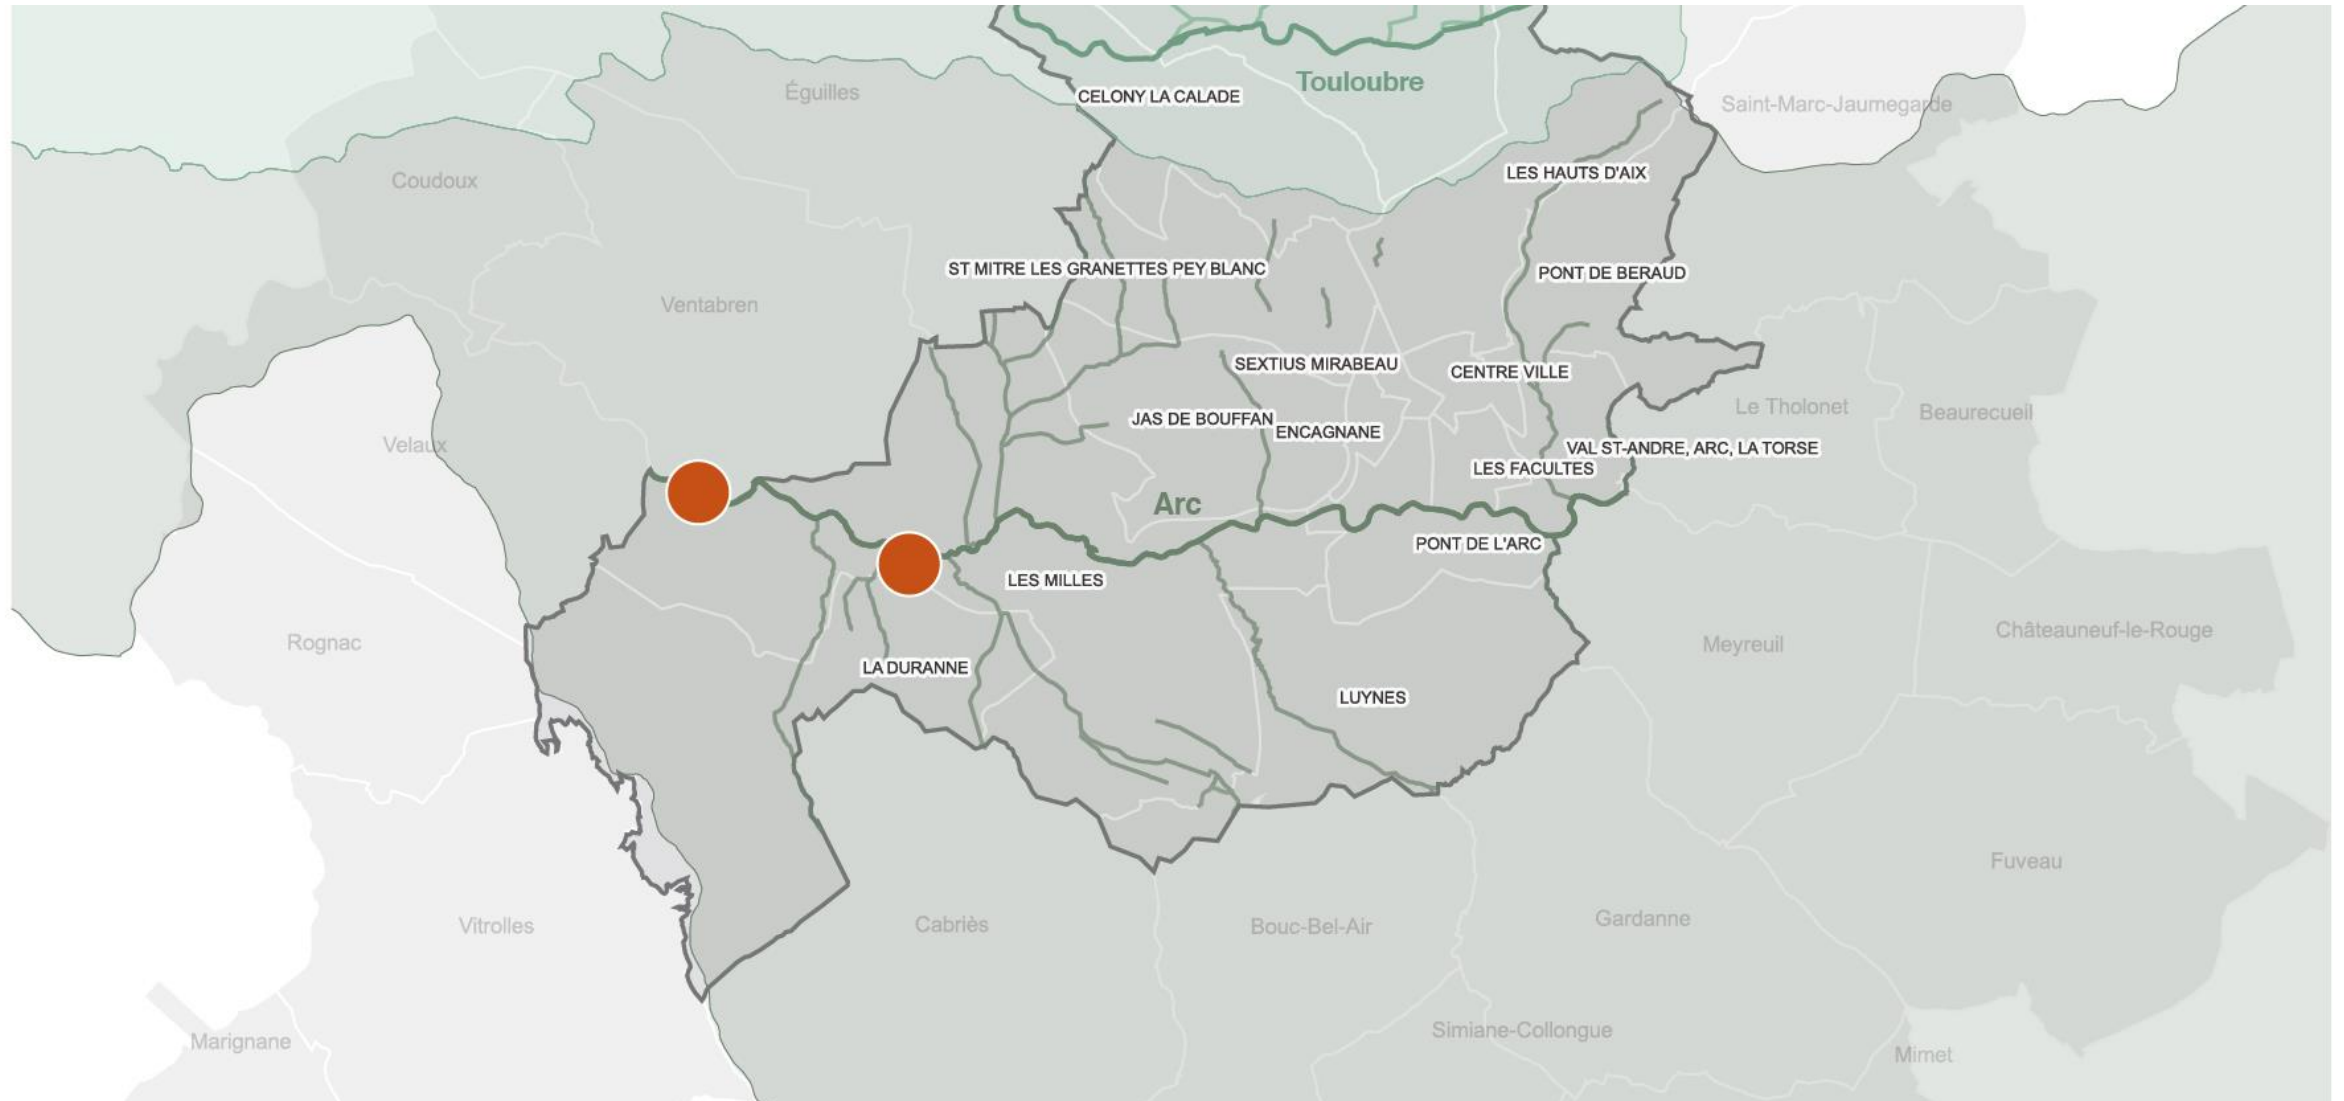 Touloubre
Éguilles
CELONY LA CALADE
Saint-Marc-Jaumegarde
Coudoux
LES HAUTS D'AIX
ST MITRE LES GRANETTES PEY BLANC
PONT DE BERAUD
Ventabren
SEXTIUS MIRABEAU
CENTRE VILLE
Le Tholonet
Beaurecueil
JAS DE BOUFFAN
ENCAGNANE
Velaux
VAL ST-ANDRE, ARC, LA TORSE
LES FACULTES
Arc
PONT DE L'ARC
LES MILLES
Rognac
Meyreuil
Châteauneuf-le-Rouge
LA DURANNE
LUYNES
Fuveau
Vitrolles
Cabriès
Bouc-Bel-Air
Gardanne
Marignane
Simiane-Collongue
Mimet